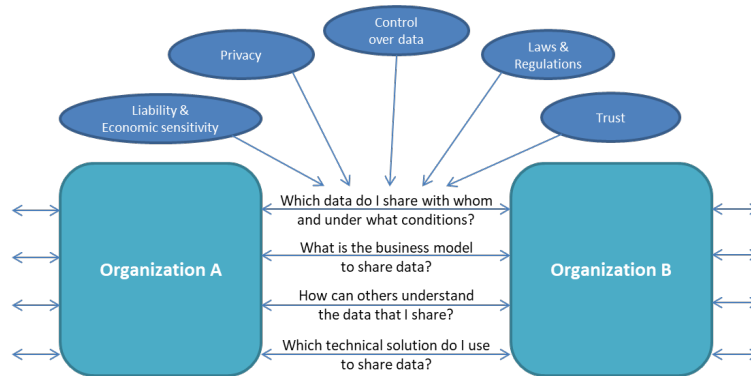 Control
over data
Privacy
Laws &
Regulations
Liability &
Economic sensitivity
Trust
Which data do I share with whom
and under what conditions?
What is the business model
to share data?
Organization A
Organization B
How can others understand
the data that I share?
Which technical solution do I use
to share data?